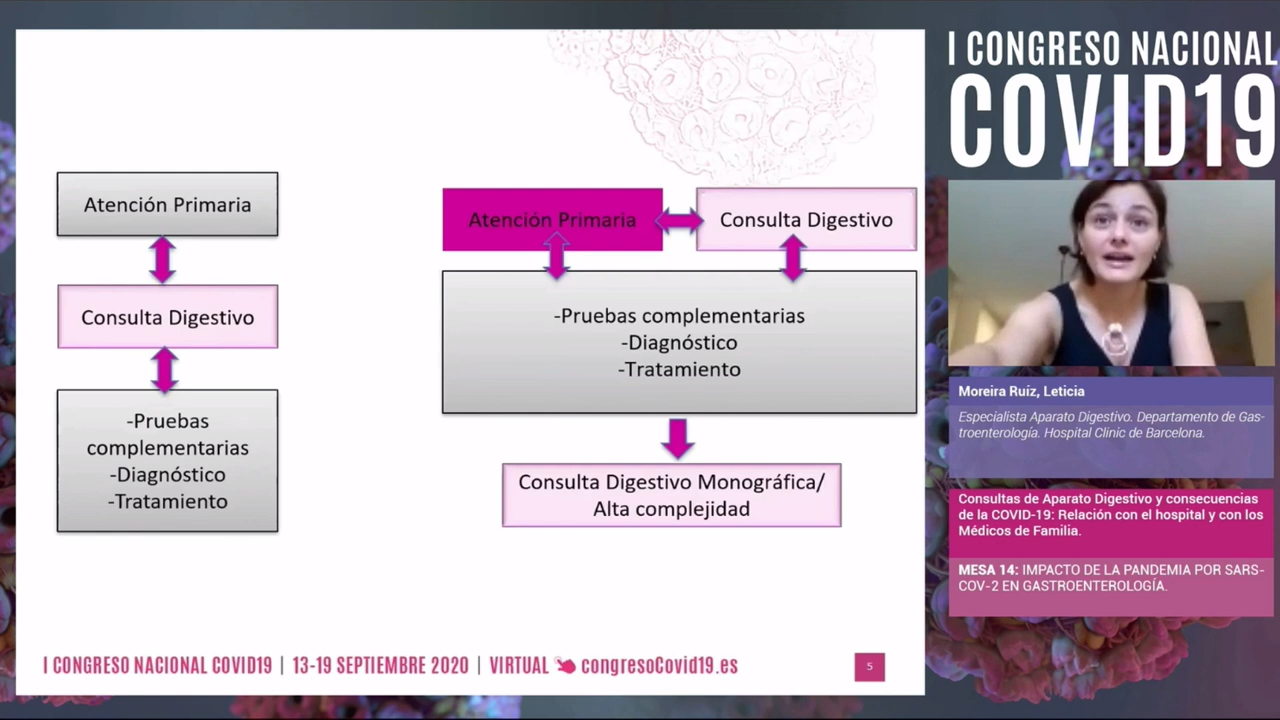 Atención Primaria
Consulta Digestivo
-Pruebas
complementarias
-Diagnóstico
-Tratamiento
Atención Primaria
Consulta Digestivo
-Pruebas complementarias
-Diagnóstico
-Tratamiento
Consulta Digestivo Monográfica/
Alta complejidad
I CONGRESO NACIONAL COVID19 | 13-19 SEPTIEMBRE 2020 | VIRTUAL congresoCovid19.es
5
I CONGRESO NACIONAL
COVID19
Moreira Ruíz, Leticia
Especialista Aparato Digestivo. Departamento de Gas-
troenterología. Hospital Clinic de Barcelona.
Consultas de Aparato Digestivo y consecuencias
de la COVID-19: Relación con el hospital y con los
Médicos de Familia.
MESA 14: IMPACTO DE LA PANDEMIA POR SARS-
COV-2 EN GASTROENTEROLOGÍA.